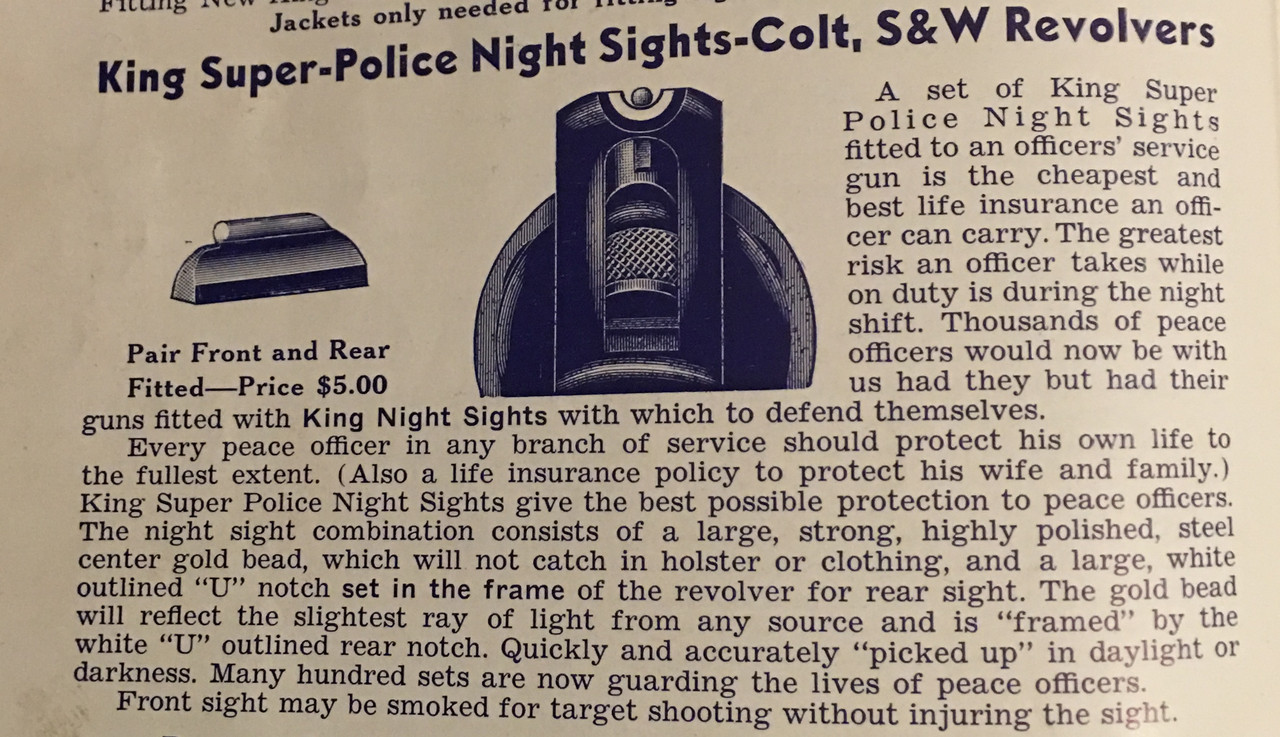 Fitting New
Jackets only needed for fitting
King Super-Police Night Sights-Colt, S&W Revolvers
A set of King Super
Police Night Sights
fitted to an officers' service
gun is the cheapest and
best life insurance an offi-
cer can carry. The greatest
risk an officer takes while
on duty is during the night
shift. Thousands of peace
officers would now be with
us had they but had their
Pair Front and Rear
Fitted—Price $5.00
guns fitted with King Night Sights with which to defend themselves.
Every peace officer in any branch of service should protect his own life to
the fullest extent. (Also a life insurance policy to protect his wife and family.)
King Super Police Night Sights give the best possible protection to peace officers.
The night sight combination consists of a large, strong, highly polished, steel
center gold bead, which will not catch in holster or clothing, and a large, white
outlined "U" notch set in the frame of the revolver for rear sight. The gold bead
will reflect the slightest ray of light from any source and is "framed" by the
white "U" outlined rear notch. Quickly and accurately "picked up" in daylight or
darkness. Many hundred sets are now guarding the lives of peace officers.
Front sight may be smoked for target shooting without injuring the sight.